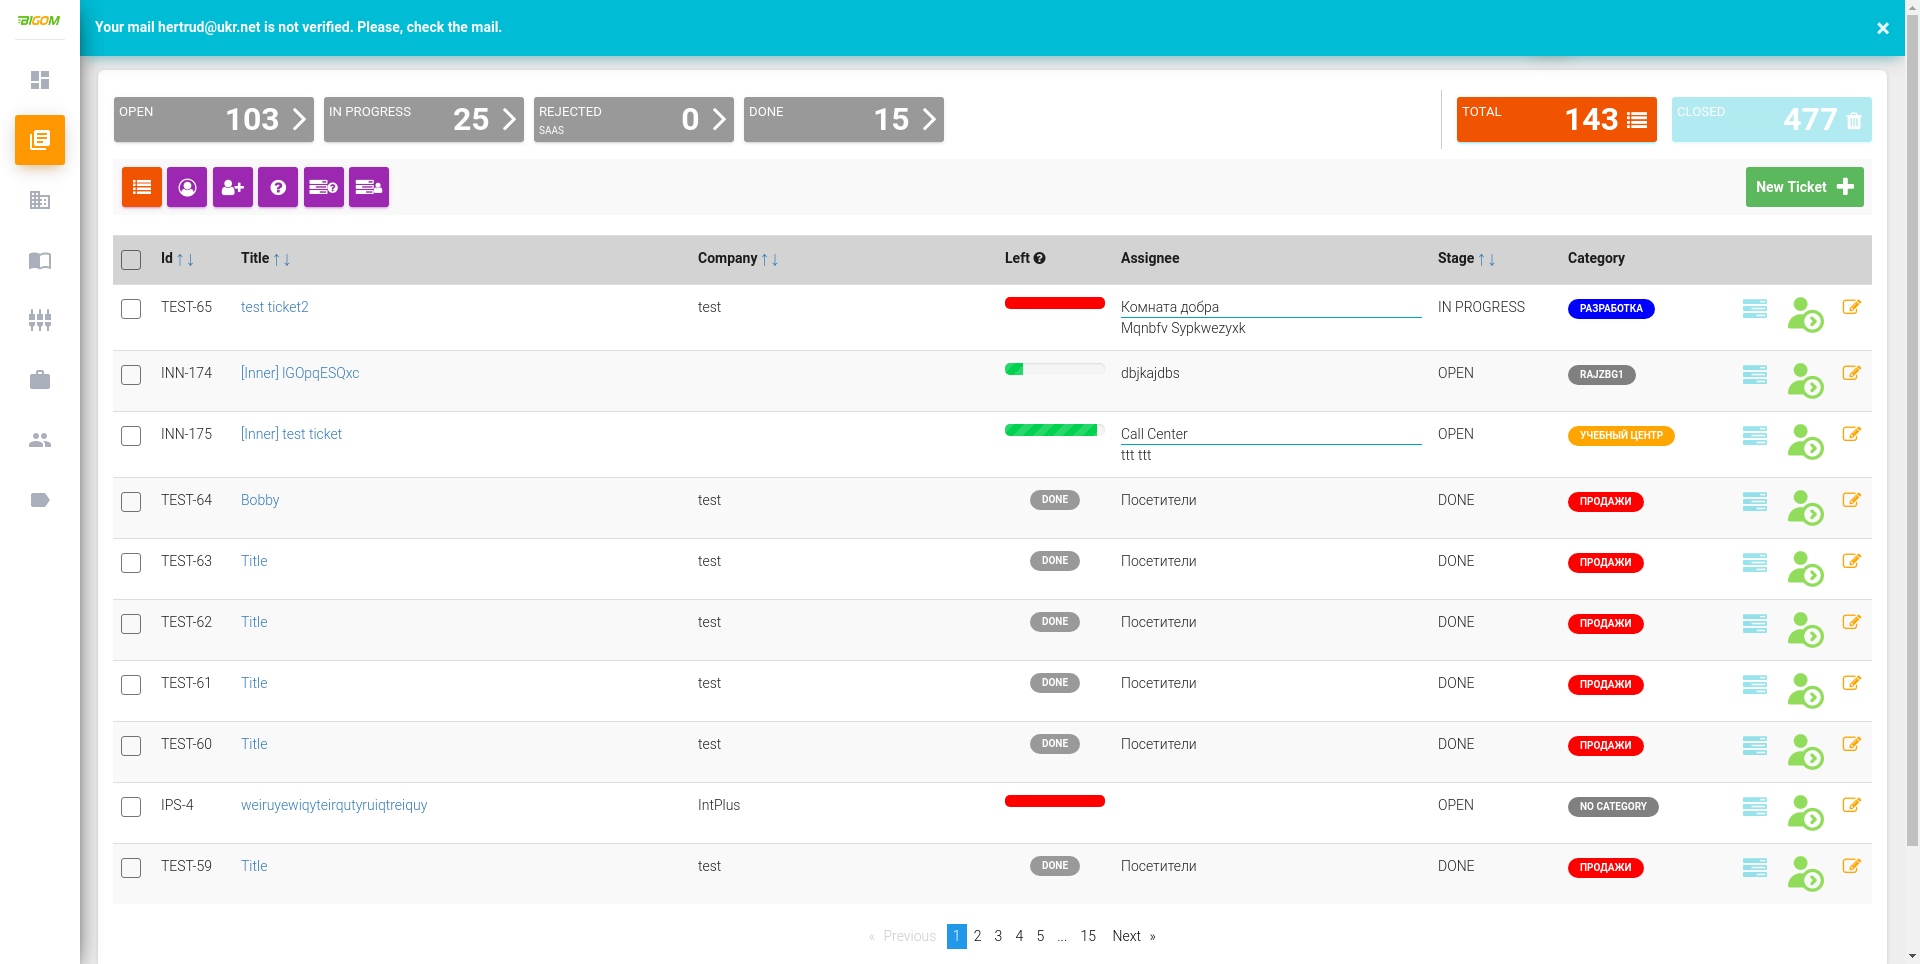 BIGOM
Your mail hertrud@ukr.net is not verified. Please, check the mail. ×
OPEN 103
IN PROGRESS 25
REJECTED 0
SAAS
DONE 15
TOTAL 143
CLOSED 477
New Ticket
Id ↑↓ Title ↑↓ Company ↑↓ Left Assignee Stage ↑↓ Category
TEST-65 test ticket2 test Комната добра IN PROGRESS РАЗРАБОТКА
Mqnbfv Sypkwezyxk
INN-174 [Inner] lGOpqESQxc dbjkajdbs OPEN RAJZBG1
INN-175 [Inner] test ticket Call Center OPEN УЧЕБНЫЙ ЦЕНТР
ttt ttt
TEST-64 Bobby test DONE Посетители DONE ПРОДАЖИ
TEST-63 Title test DONE Посетители DONE ПРОДАЖИ
TEST-62 Title test DONE Посетители DONE ПРОДАЖИ
TEST-61 Title test DONE Посетители DONE ПРОДАЖИ
TEST-60 Title test DONE Посетители DONE ПРОДАЖИ
IPS-4 weiruyewiqyteirqutyruiqtreiquy IntPlus OPEN NO CATEGORY
TEST-59 Title test DONE Посетители DONE ПРОДАЖИ
« Previous 1 2 3 4 5 ... 15 Next »